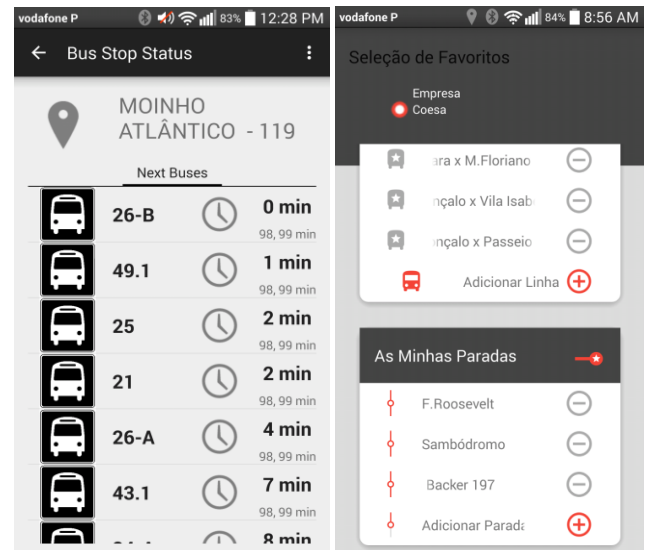 vodafone P 83% 12:28 PM
Bus Stop Status
MOINHO
ATLÂNTICO - 119
Next Buses
26-B 0 min
98, 99 min
49.1 1 min
98, 99 min
25 2 min
98, 99 min
21 2 min
98, 99 min
26-A 4 min
98, 99 min
43.1 7 min
98, 99 min
8 min
vodafone P 84% 8:56 AM
Seleção de Favoritos
Empresa
Coesa
ara x M.Floriano
nçalo x Vila Isab
onçalo x Passeio
Adicionar Linha
As Minhas Paradas
F.Roosevelt
Sambódromo
Backer 197
Adicionar Parada